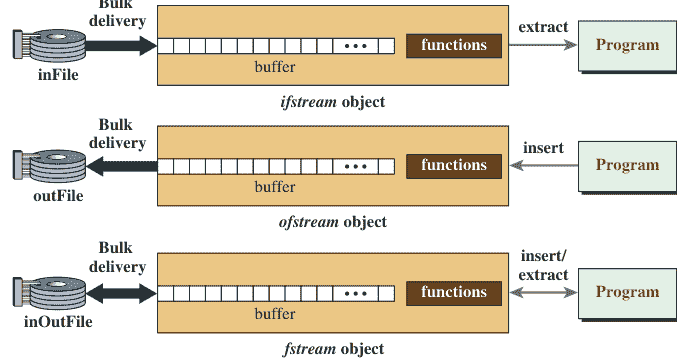 Bulk
delivery
inFile
buffer
functions
ifstream object
extract
Program
Bulk
delivery
outFile
buffer
functions
ofstream object
insert
Program
Bulk
delivery
inOutFile
buffer
functions
fstream object
insert/
extract
Program